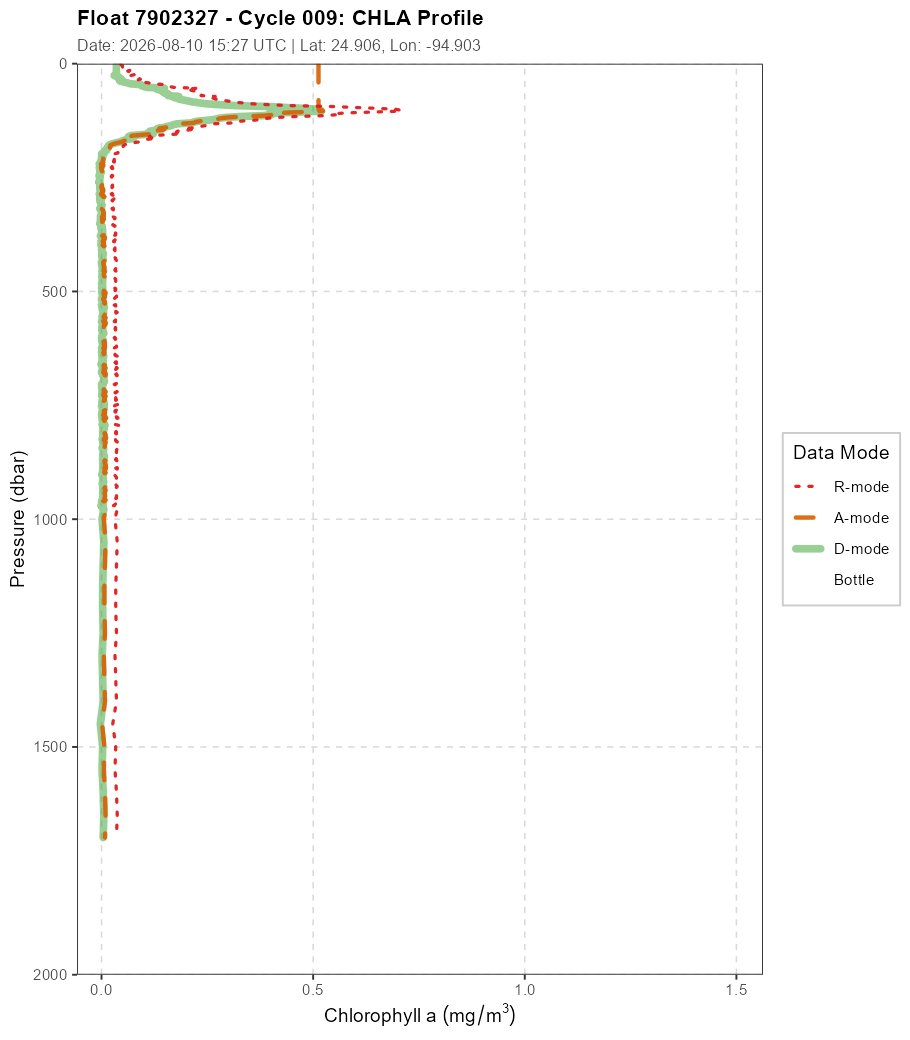 Float 7902327 - Cycle 009: CHLA Profile
Date: 2026-08-10 15:27 UTC | Lat: 24.906, Lon: -94.903
0
500
1000
1500
2000
Pressure (dbar)
0.0
0.5
1.0
1.5
Chlorophyll a (mg/m³)
Data Mode
R-mode
A-mode
D-mode
Bottle